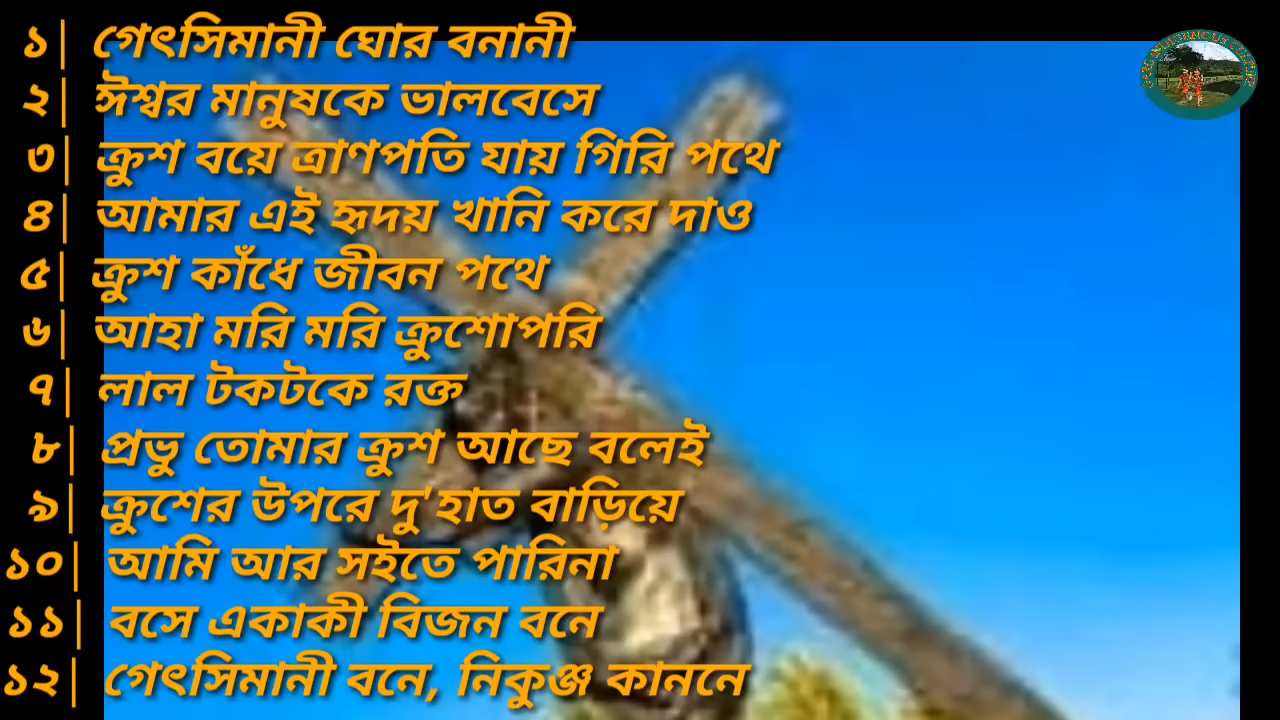 ১| গেৎসিমানী ঘোর বনানী
২| ঈশ্বর মানুষকে ভালবেসে
৩| ক্রুশ বয়ে ত্রাণপতি যায় গিরি পথে
৪| আমার এই হৃদয় খানি করে দাও
৫| ক্রুশ কাঁধে জীবন পথে
৬| আহা মরি মরি ক্রুশোপরি
৭| লাল টকটকে রক্ত
৮| প্রভু তোমার ক্রুশ আছে বলেই
৯| ক্রুশের উপরে দু'হাত বাড়িয়ে
১০| আমি আর সইতে পারিনা
১১| বসে একাকী বিজন বনে
১২| গেৎসিমানী বনে, নিকুঞ্জ কাননে